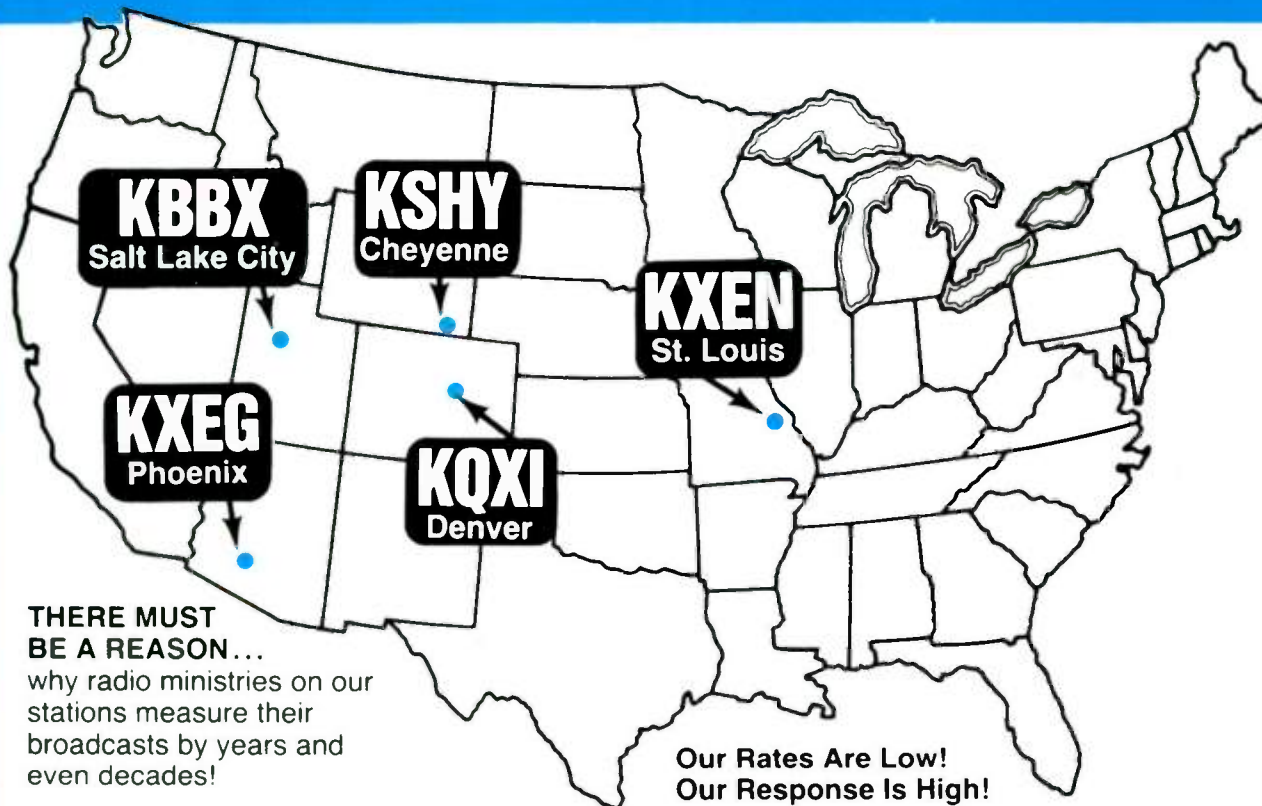 KBBX
Salt Lake City
KSHY
Cheyenne
KXEN
St. Louis
KXEG
Phoenix
KQXI
Denver
THERE MUST
BE A REASON...
why radio ministries on our
stations measure their
broadcasts by years and
even decades!
Our Rates Are Low!
Our Response Is High!